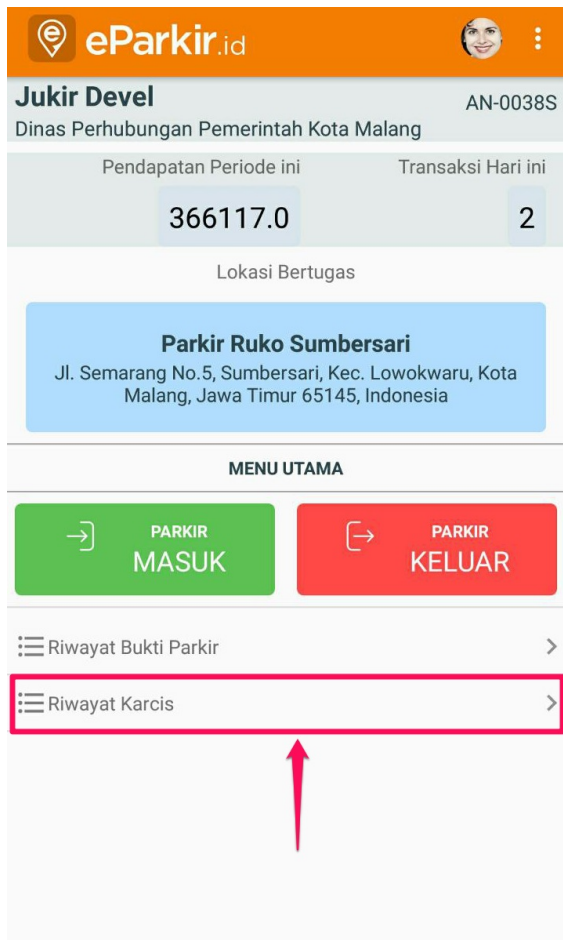 eParkir.id
Jukir Devel
AN-0038S
Dinas Perhubungan Pemerintah Kota Malang
Pendapatan Periode ini
Transaksi Hari ini
366117.0
2
Lokasi Bertugas
Parkir Ruko Sumbersari
Jl. Semarang No.5, Sumbersari, Kec. Lowokwaru, Kota
Malang, Jawa Timur 65145, Indonesia
MENU UTAMA
PARKIR
MASUK
PARKIR
KELUAR
Riwayat Bukti Parkir
Riwayat Karcis